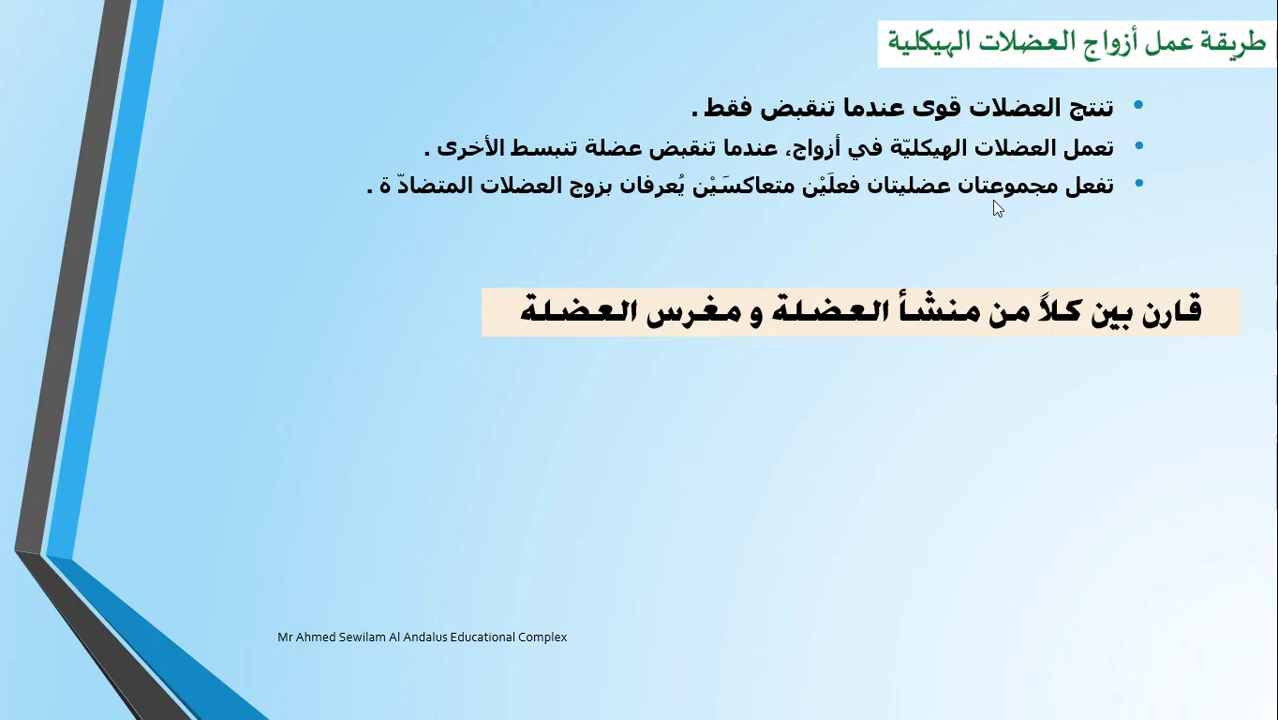 طريقة عمل أزواج العضلات الهيكلية
• تنتج العضلات قوى عندما تنقبض فقط .
• تعمل العضلات الهيكليّة في أزواج، عندما تنقبض عضلة تنبسط الأخرى .
• تفعل مجموعتان عضليتان فعلَيْن متعاكسَيْن يُعرفان بزوج العضلات المتضادّ ة .
قارن بين كلاً من منشأ العضلة و مغرس العضلة
Mr Ahmed Sewilam Al Andalus Educational Complex